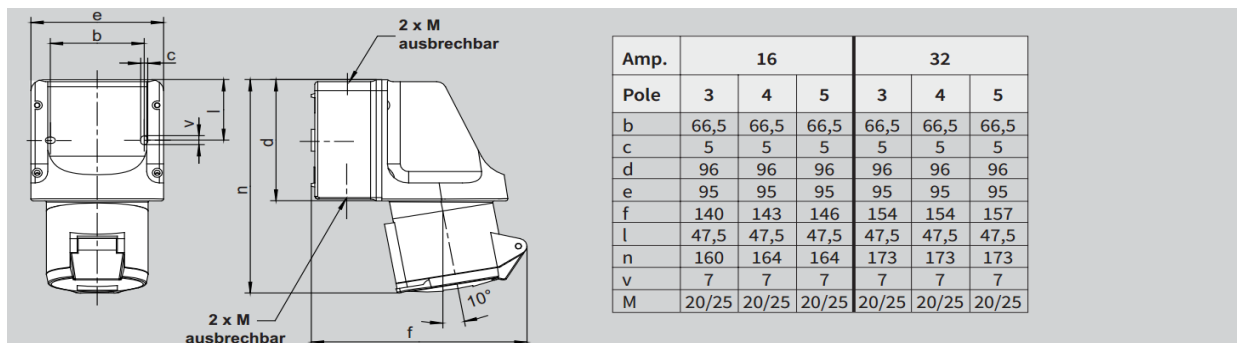 e
b
c
l
v
2 x M
ausbrechbar
d
n
10°
2 x M
ausbrechbar
f
Amp. 16 32
Pole 3 4 5 3 4 5
b 66,5 66,5 66,5 66,5 66,5 66,5
c 5 5 5 5 5 5
d 96 96 96 96 96 96
e 95 95 95 95 95 95
f 140 143 146 154 154 157
l 47,5 47,5 47,5 47,5 47,5 47,5
n 160 164 164 173 173 173
v 7 7 7 7 7 7
M 20/25 20/25 20/25 20/25 20/25 20/25